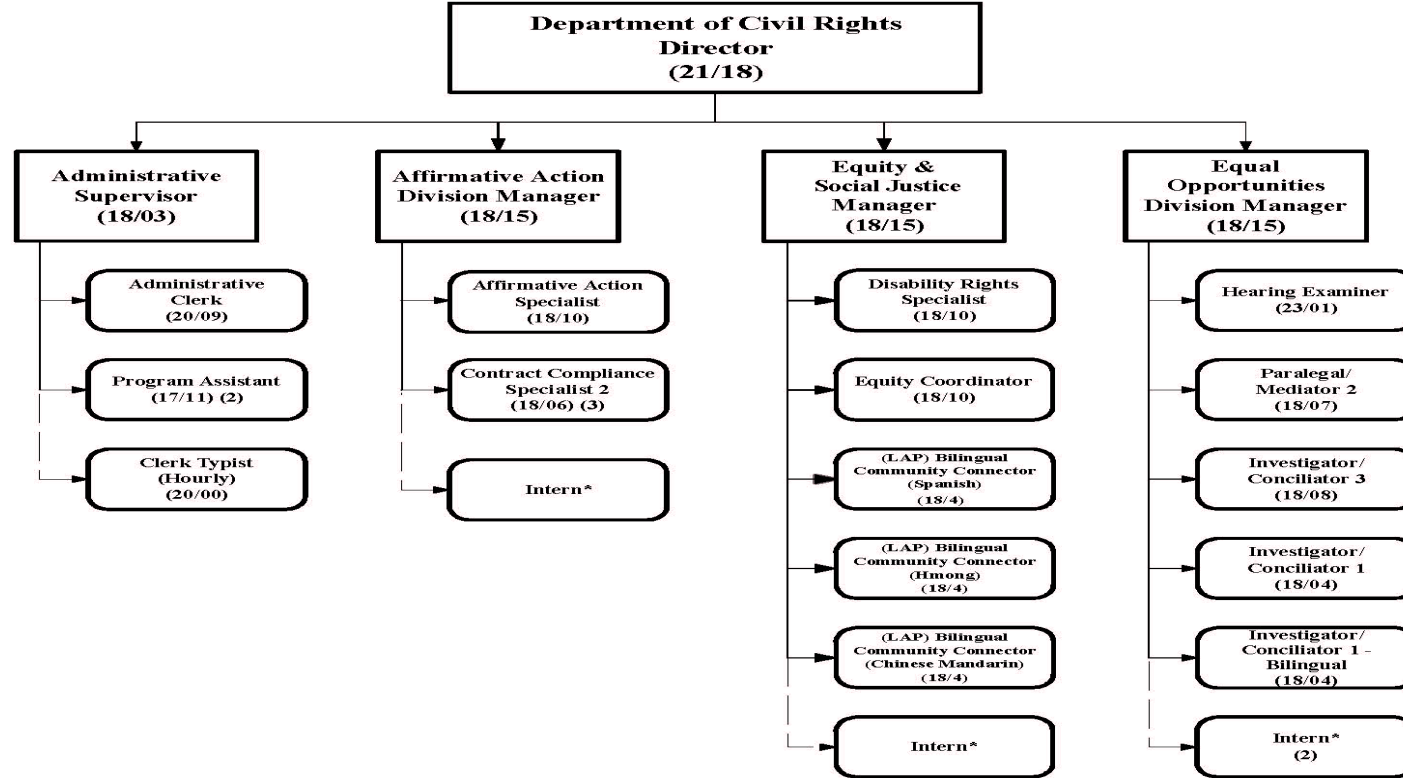 Department of Civil Rights
Director
(21/18)
Administrative
Supervisor
(18/03)
Affirmative Action
Division Manager
(18/15)
Equity &
Social Justice
Manager
(18/15)
Equal
Opportunities
Division Manager
(18/15)
Administrative
Clerk
(20/09)
Program Assistant
(17/11) (2)
Clerk Typist
(Hourly)
(20/00)
Affirmative Action
Specialist
(18/10)
Contract Compliance
Specialist 2
(18/06) (3)
Intern*
Disability Rights
Specialist
(18/10)
Equity Coordinator
(18/10)
(LAP) Bilingual
Community Connector
(Spanish)
(18/4)
(LAP) Bilingual
Community Connector
(Hmong)
(18/4)
(LAP) Bilingual
Community Connector
(Chinese Mandarin)
(18/4)
Intern*
Hearing Examiner
(23/01)
Paralegal/
Mediator 2
(18/07)
Investigator/
Conciliator 3
(18/08)
Investigator/
Conciliator 1
(18/04)
Investigator/
Conciliator 1 -
Bilingual
(18/04)
Intern*
(2)